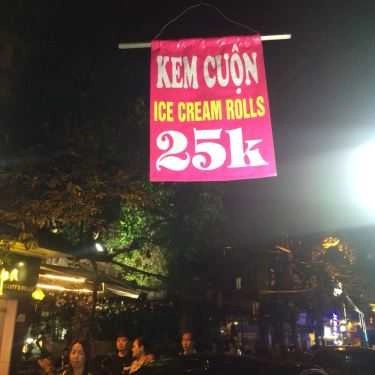 KEM CUỘN
ICE CREAM ROLLS
25k